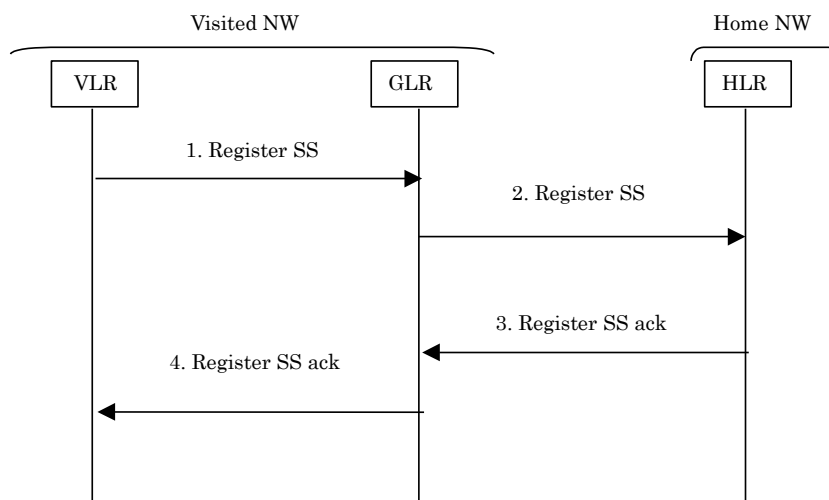 Visited NW
Home NW
VLR
GLR
HLR
1. Register SS
2. Register SS
3. Register SS ack
4. Register SS ack